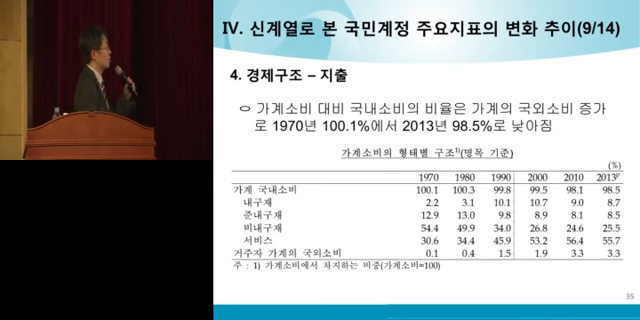 IV. 신계열로 본 국민계정 주요지표의 변화 추이(9/14)
4. 경제구조 – 지출
○ 가계소비 대비 국내소비의 비율은 가계의 국외소비 증가
로 1970년 100.1%에서 2013년 98.5%로 낮아짐
가계소비의 형태별 구조1)(명목 기준)
(%)
1970 1980 1990 2000 2010 2013p
가계 국내소비 100.1 100.3 99.8 99.5 98.1 98.5
내구재 2.2 3.1 10.1 10.7 9.0 8.7
준내구재 12.9 13.0 9.8 8.9 8.1 8.5
비내구재 54.4 49.9 34.0 26.8 24.6 25.5
서비스 30.6 34.4 45.9 53.2 56.4 55.7
거주자 가계의 국외소비 0.1 0.4 1.5 1.9 3.3 3.3
주 : 1) 가계소비에서 차지하는 비중(가계소비=100)
35